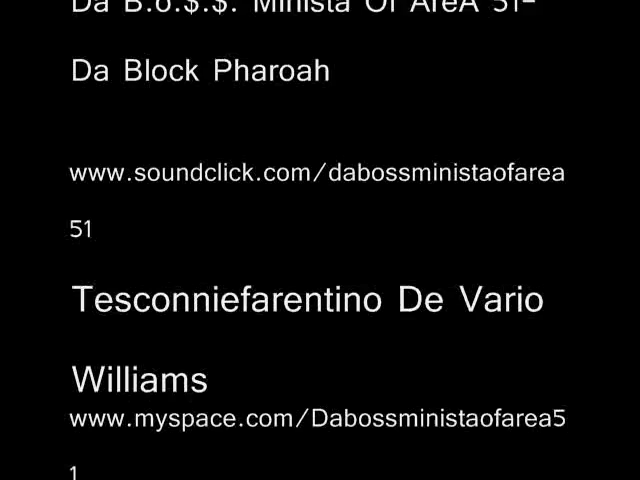 Da B.o.$.$. Minista Of AreA 51-
Da Block Pharoah
www.soundclick.com/dabossministaofarea
51
Tesconniefarentino De Vario
Williams
www.myspace.com/Dabossministaofarea5
1